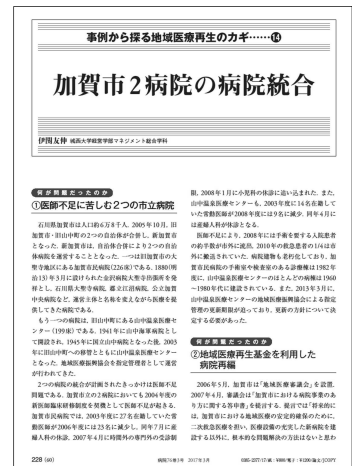 事例から探る地域医療再生のカギ……⑭
加賀市2病院の病院統合
伊関友伸 城西大学経営学部マネジメント総合学科
何が問題だったのか
①医師不足に苦しむ2つの市立病院
石川県加賀市は人口約6万8千人。2005年10月，旧
加賀市・旧山中町の2つの自治体が合併し，新加賀市
となった。新加賀市は，自治体合併により2つの自治
体病院を運営することとなった。一つは旧加賀市の大
聖寺地区にある加賀市民病院（226床）である。1880（明
治13）年3月に設けられた金沢病院大聖寺出張所を発
祥とし，石川県大聖寺病院，郡立江沼病院，公立加賀
中央病院など，運営主体と名称を変えながら医療を提
供してきた病院である。
もう一つの病院は，旧山中町にある山中温泉医療セ
ンター（199床）である。1941年に山中海軍病院とし
て開設され，1945年に国立山中病院となった後，2003
年に旧山中町への移譲とともに山中温泉医療センター
となった。地域医療振興協会を指定管理者として運営
が行われてきた。
2つの病院の統合が計画されたきっかけは医師不足
問題である。加賀市立の2病院においても2004年度の
新医師臨床研修制度を契機として医師不足が起きる。
加賀市民病院では，2003年度に27名在籍していた常
勤医師が2006年度には23名に減少し，同年7月に産
婦人科の休診，2007年4月に時間外の専門外の受診制
限，2008年1月に小児科の休診に追い込まれた。また，
山中温泉医療センターも，2003年度に14名在籍して
いた常勤医師が2008年度には9名に減少，同年4月に
は産婦人科が休診となる。
医師不足により，2008年には手術を要する入院患者
の約半数が市外に流出，2010年の救急患者の1/4は市
外に搬送されていた。病院建物も老朽化しており，加
賀市民病院の手術室や検査室のある診療棟は1982年
度に，山中温泉医療センターのほとんどの病棟は1960
～1980年代に建設されている。また，2013年3月に，
山中温泉医療センターの地域医療振興協会による指定
管理の更新期限が迫っており，更新の方針について決
定する必要があった。
何が問題だったのか
②地域医療再生基金を利用した
病院再編
2006年5月，加賀市は「地域医療審議会」を設置，
2007年4月，審議会は「加賀市における病院事業のあ
り方に関する答申書」を提出する。提言では「将来的に
は，加賀市における地域医療の安定的確保のために，
二次救急医療を担い，医療設備の充実した新病院を建
設する以外に，根本的な問題解決の方法はないと思わ
228 （60）
病院76巻3号 2017年3月